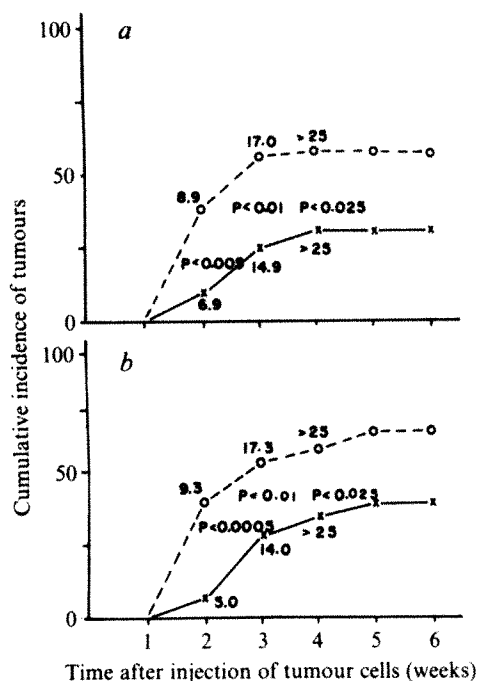 a
100
50
0
Cumulative incidence of tumours
8.9
17.0
> 25
P<0.01 P<0.025
P<0.005
6.9
14.9
>25
b
100
50
0
9.3
17.3
>25
P<0.01 P<0.025
P<0.0005
5.0
14.0
>25
1 2 3 4 5 6
Time after injection of tumour cells (weeks)